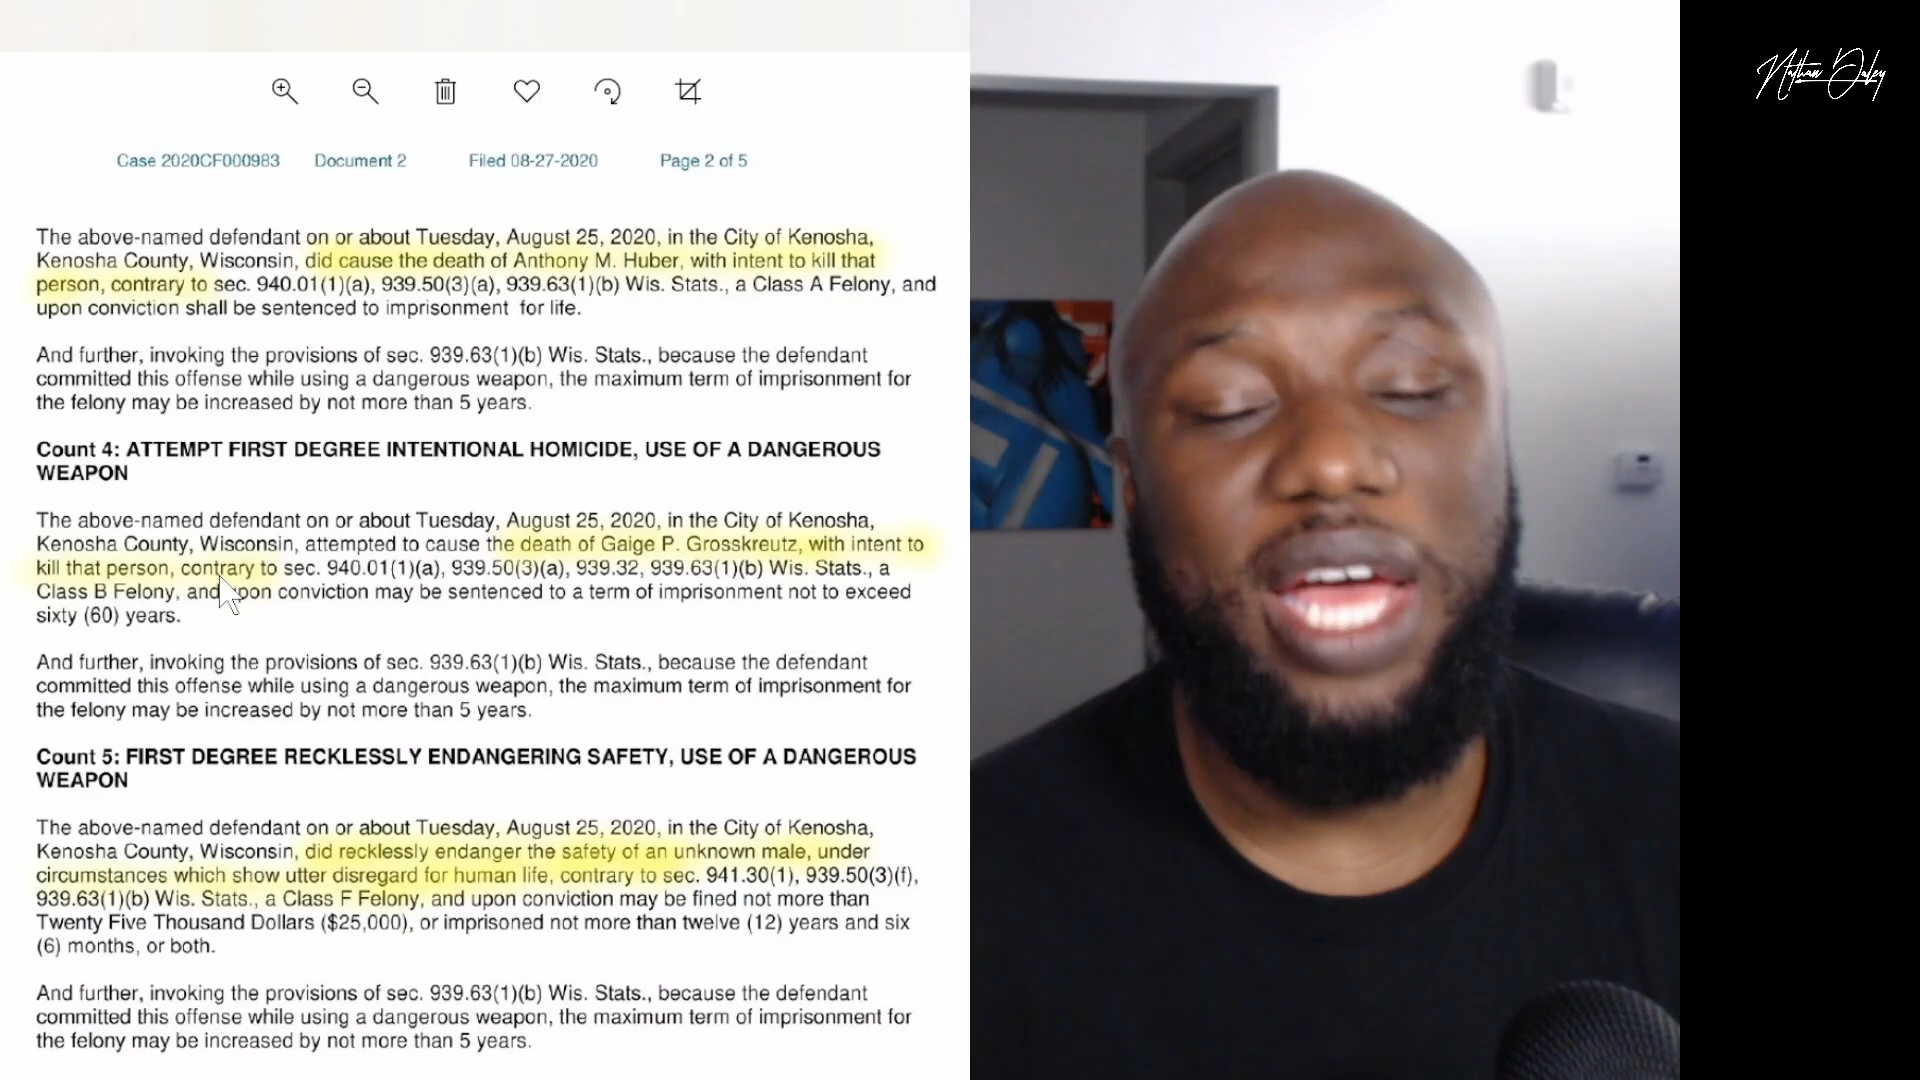 Case 2020CF000983 Document 2 Filed 08-27-2020 Page 2 of 5
The above-named defendant on or about Tuesday, August 25, 2020, in the City of Kenosha,
Kenosha County, Wisconsin, did cause the death of Anthony M. Huber, with intent to kill that
person, contrary to sec. 940.01(1)(a), 939.50(3)(a), 939.63(1)(b) Wis. Stats., a Class A Felony, and
upon conviction shall be sentenced to imprisonment for life.
And further, invoking the provisions of sec. 939.63(1)(b) Wis. Stats., because the defendant
committed this offense while using a dangerous weapon, the maximum term of imprisonment for
the felony may be increased by not more than 5 years.
Count 4: ATTEMPT FIRST DEGREE INTENTIONAL HOMICIDE, USE OF A DANGEROUS
WEAPON
The above-named defendant on or about Tuesday, August 25, 2020, in the City of Kenosha,
Kenosha County, Wisconsin, attempted to cause the death of Gaige P. Grosskreutz, with intent to
kill that person, contrary to sec. 940.01(1)(a), 939.50(3)(a), 939.32, 939.63(1)(b) Wis. Stats., a
Class B Felony, and upon conviction may be sentenced to a term of imprisonment not to exceed
sixty (60) years.
And further, invoking the provisions of sec. 939.63(1)(b) Wis. Stats., because the defendant
committed this offense while using a dangerous weapon, the maximum term of imprisonment for
the felony may be increased by not more than 5 years.
Count 5: FIRST DEGREE RECKLESSLY ENDANGERING SAFETY, USE OF A DANGEROUS
WEAPON
The above-named defendant on or about Tuesday, August 25, 2020, in the City of Kenosha,
Kenosha County, Wisconsin, did recklessly endanger the safety of an unknown male, under
circumstances which show utter disregard for human life, contrary to sec. 941.30(1), 939.50(3)(f),
939.63(1)(b) Wis. Stats., a Class F Felony, and upon conviction may be fined not more than
Twenty Five Thousand Dollars ($25,000), or imprisoned not more than twelve (12) years and six
(6) months, or both.
And further, invoking the provisions of sec. 939.63(1)(b) Wis. Stats., because the defendant
committed this offense while using a dangerous weapon, the maximum term of imprisonment for
the felony may be increased by not more than 5 years.
Nathan Daley